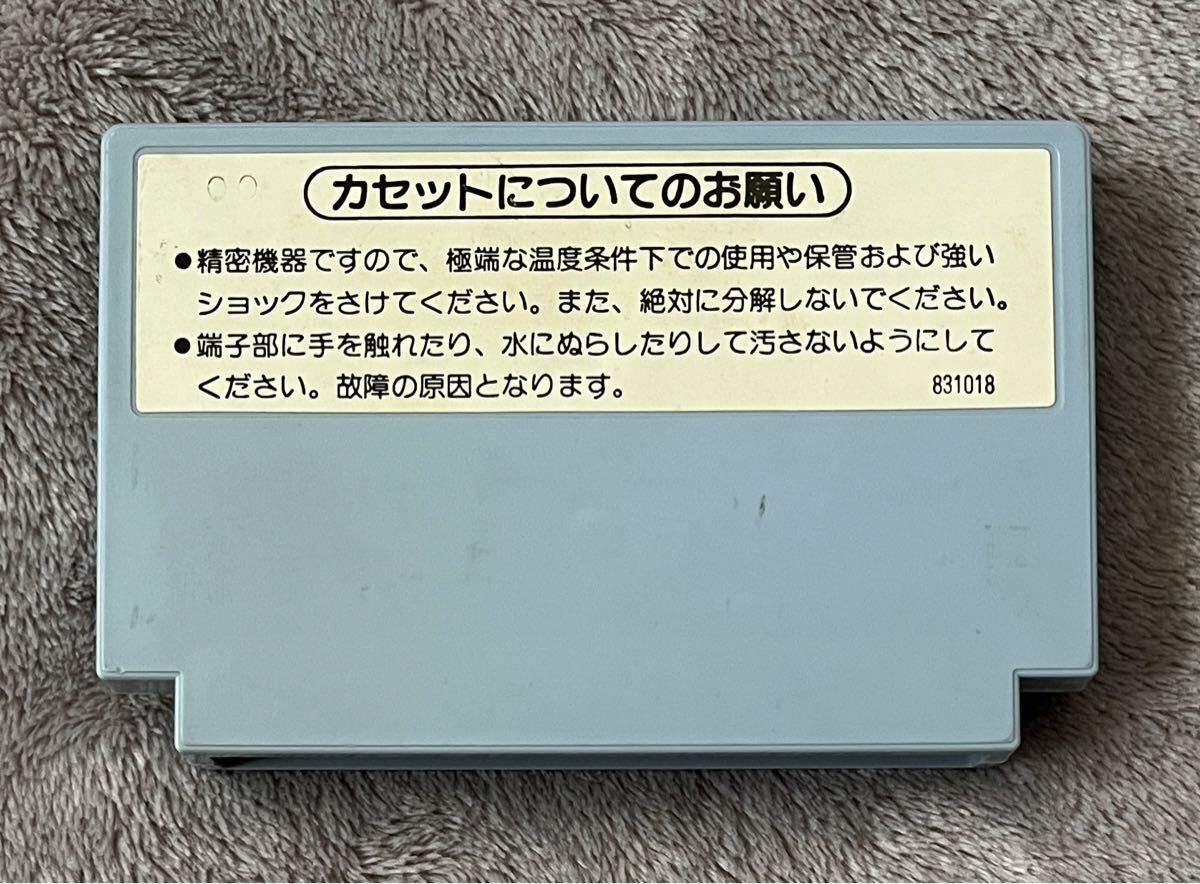 カセットについてのお願い
●精密機器ですので、極端な温度条件下での使用や保管および強い
ショックをさけてください。また、絶対に分解しないでください。
●端子部に手を触れたり、水にぬらしたりして汚さないようにして
ください。故障の原因となります。 831018